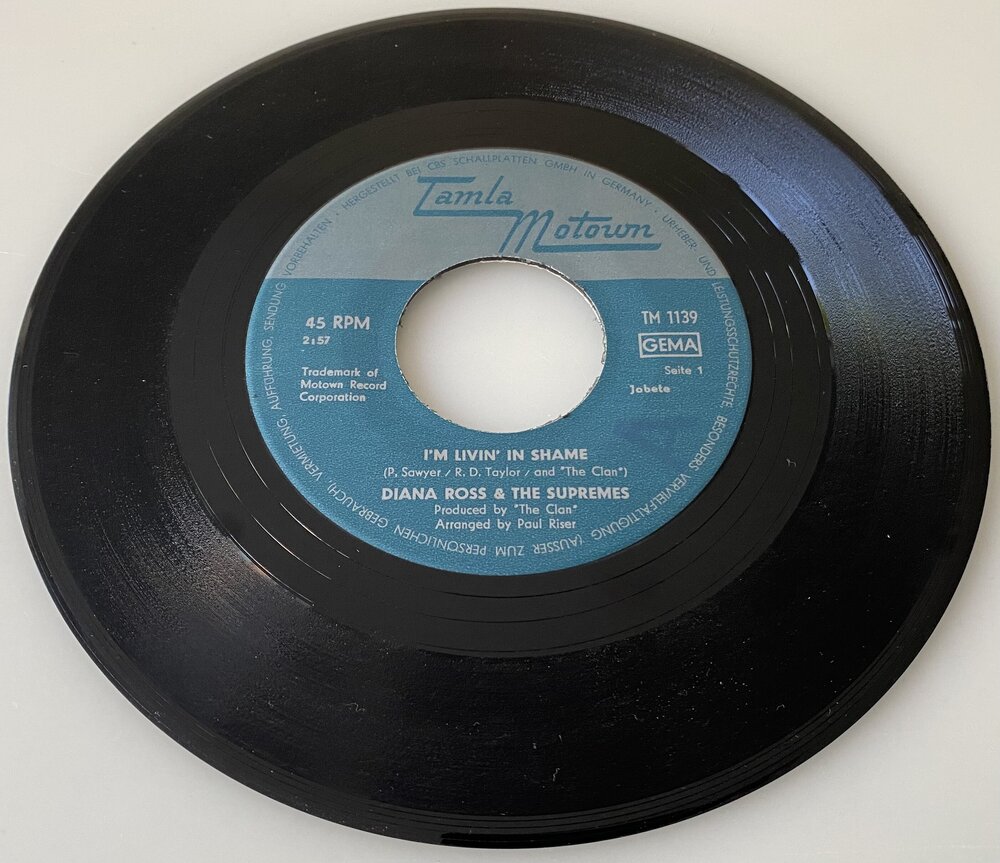 HERGESTELLT BEI CBS SCHALLPLATTEN GMBH IN GERMANY · URHEBER- UND LEISTUNGSSCHUTZRECHTE BESONDERS VERVIELFÄLTIGUNG (AUSSER ZUM PERSÖNLICHEN GEBRAUCH), VERMIETUNG, AUFFÜHRUNG, SENDUNG VORBEHALTEN ·
Tamla
Motown
45 RPM
2:57
Trademark of
Motown Record
Corporation
TM 1139
GEMA
Seite 1
Jobete
I'M LIVIN' IN SHAME
(P. Sawyer / R. D. Taylor / and "The Clan")
DIANA ROSS & THE SUPREMES
Produced by "The Clan"
Arranged by Paul Riser